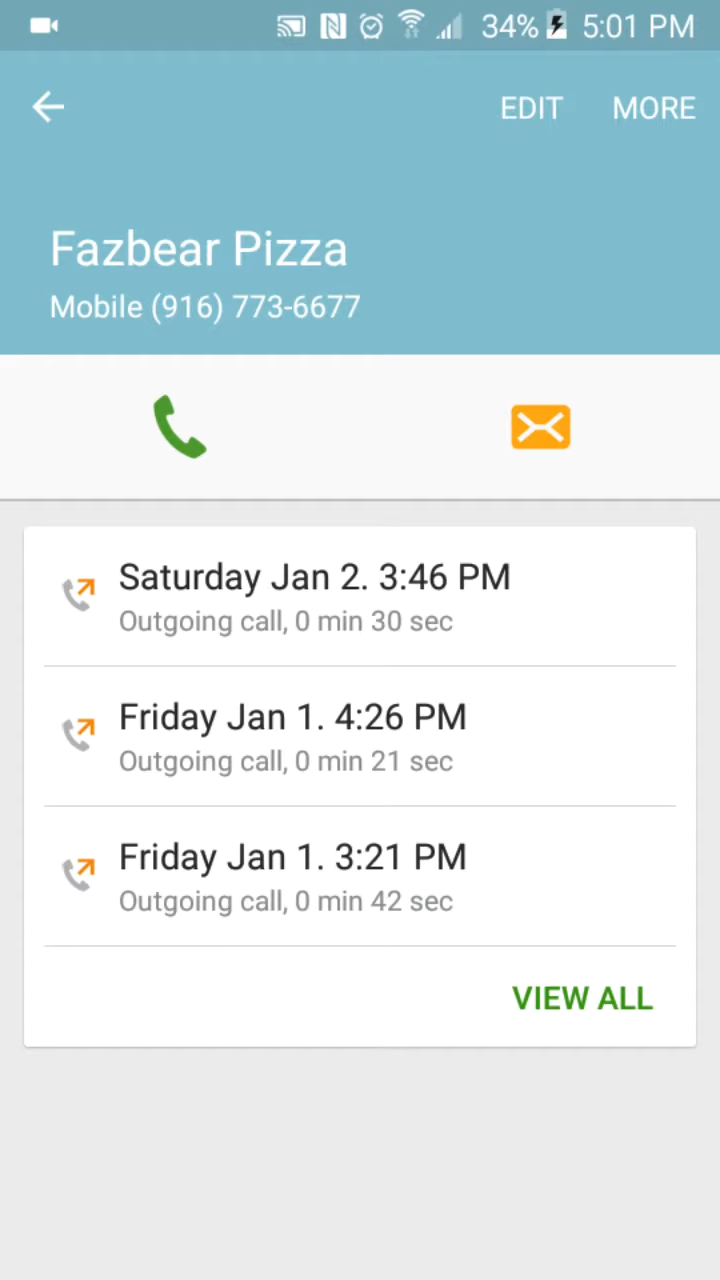 34% 5:01 PM
EDIT MORE
Fazbear Pizza
Mobile (916) 773-6677
Saturday Jan 2. 3:46 PM
Outgoing call, 0 min 30 sec
Friday Jan 1. 4:26 PM
Outgoing call, 0 min 21 sec
Friday Jan 1. 3:21 PM
Outgoing call, 0 min 42 sec
VIEW ALL